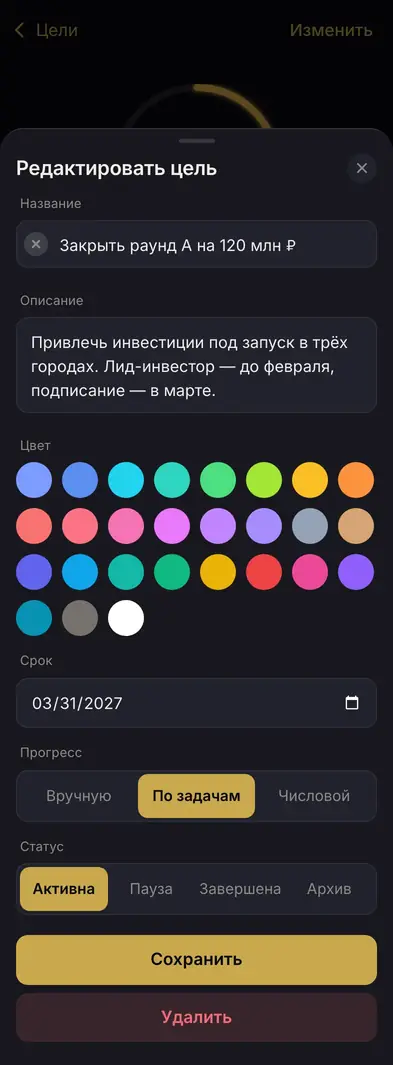 Цели
Изменить
Редактировать цель
Название
Закрыть раунд А на 120 млн ₽
Описание
Привлечь инвестиции под запуск в трёх
городах. Лид-инвестор — до февраля,
подписание — в марте.
Цвет
Срок
03/31/2027
Прогресс
Вручную По задачам Числовой
Статус
Активна Пауза Завершена Архив
Сохранить
Удалить